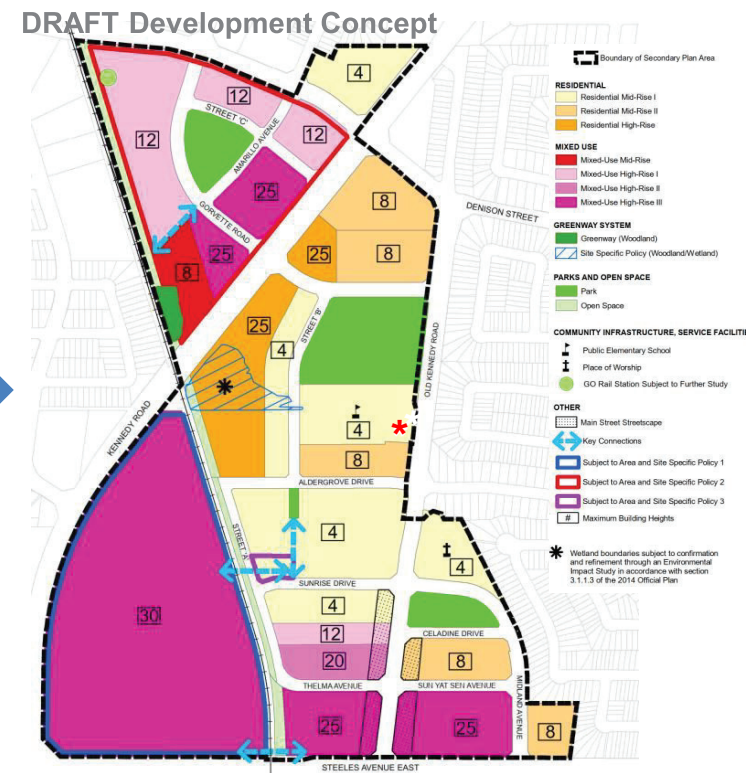 DRAFT Development Concept
4
12
STREET 'C'
12
AMARILLO AVENUE
12
25
GORVETTE ROAD
25
8
8
8
25
DENISON STREET
25
4
STREET 'B'
OLD KENNEDY ROAD
4
8
KENNEDY ROAD
ALDERGROVE DRIVE
STREET 'A'
4
4
SUNRISE DRIVE
4
12
20
30
CELADINE DRIVE
8
THELMA AVENUE
SUN YAT SEN AVENUE
MIDLAND AVENUE
25
25
8
STEELES AVENUE EAST
Boundary of Secondary Plan Area
RESIDENTIAL
Residential Mid-Rise I
Residential Mid-Rise II
Residential High-Rise
MIXED USE
Mixed-Use Mid-Rise
Mixed-Use High-Rise I
Mixed-Use High-Rise II
Mixed-Use High-Rise III
GREENWAY SYSTEM
Greenway (Woodland)
Site Specific Policy (Woodland/Wetland)
PARKS AND OPEN SPACE
Park
Open Space
COMMUNITY INFRASTRUCTURE, SERVICE FACILITI
Public Elementary School
Place of Worship
GO Rail Station Subject to Further Study
OTHER
Main Street Streetscape
Key Connections
Subject to Area and Site Specific Policy 1
Subject to Area and Site Specific Policy 2
Subject to Area and Site Specific Policy 3
# Maximum Building Heights
Wetland boundaries subject to confirmation
and refinement through an Environmental
Impact Study in accordance with section
3.1.1.3 of the 2014 Official Plan